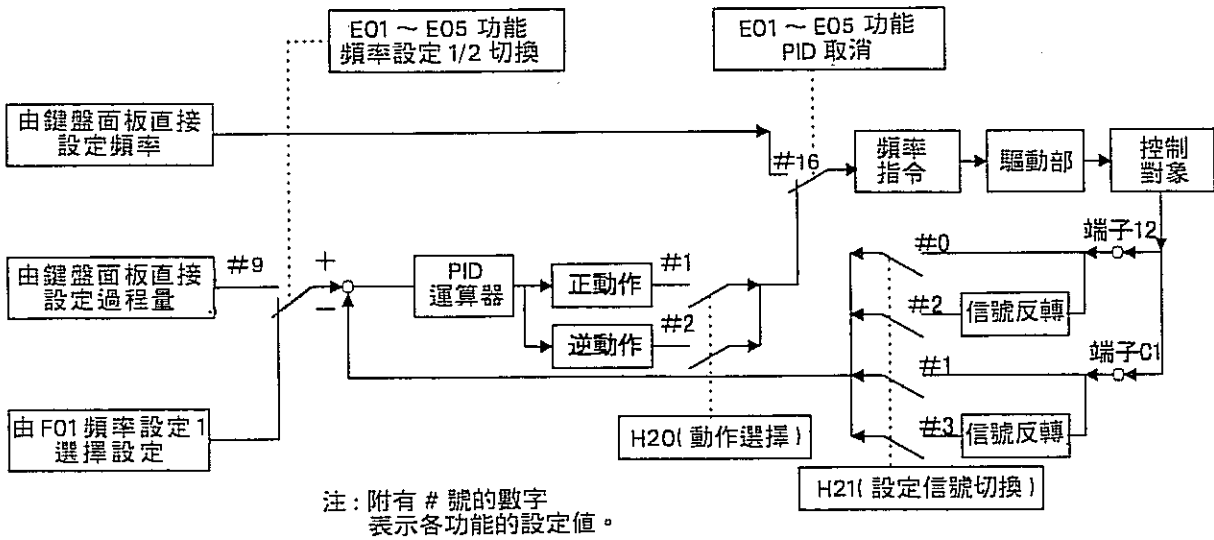 E01 ~ E05 功能
頻率設定 1/2 切換
E01 ~ E05 功能
PID 取消
由鍵盤面板直接
設定頻率
#16
頻率
指令
驅動部
控制
對象
端子12
由鍵盤面板直接
設定過程量
#9
+
−
PID
運算器
正動作
#1
逆動作
#2
#0
#2
信號反轉
端子C1
#1
#3
信號反轉
由 F01 頻率設定 1
選擇設定
H20( 動作選擇 )
H21( 設定信號切換 )
注 : 附有 # 號的數字
表示各功能的設定值。